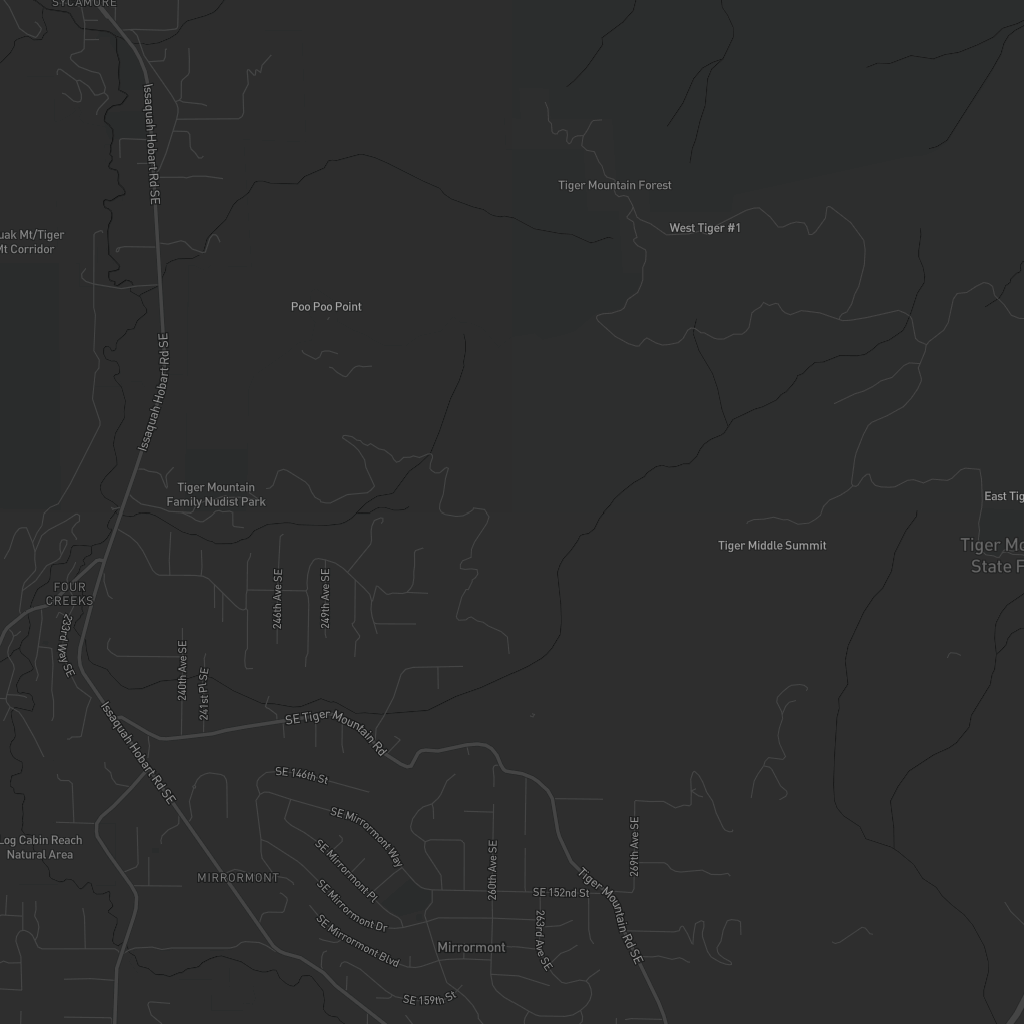 SYCAMORE
Issaquah Hobart Rd SE
Tiger Mountain Forest
West Tiger #1
uak Mt/Tiger
Mt Corridor
Poo Poo Point
Issaquah Hobart Rd SE
Tiger Mountain
Family Nudist Park
East Tig
Tiger Middle Summit
Tiger Mo
State F
FOUR
CREEKS
246th Ave SE
249th Ave SE
233rd Way SE
240th Ave SE
241st Pl SE
SE Tiger Mountain Rd
Issaquah Hobart Rd SE
SE 146th St
SE Mirrormont Way
Log Cabin Reach
Natural Area
SE Mirrormont Pl
260th Ave SE
269th Ave SE
MIRRORMONT
SE Mirrormont Dr
SE 152nd St
Tiger Mountain Rd SE
SE Mirrormont Blvd
263rd Ave SE
Mirrormont
SE 159th St